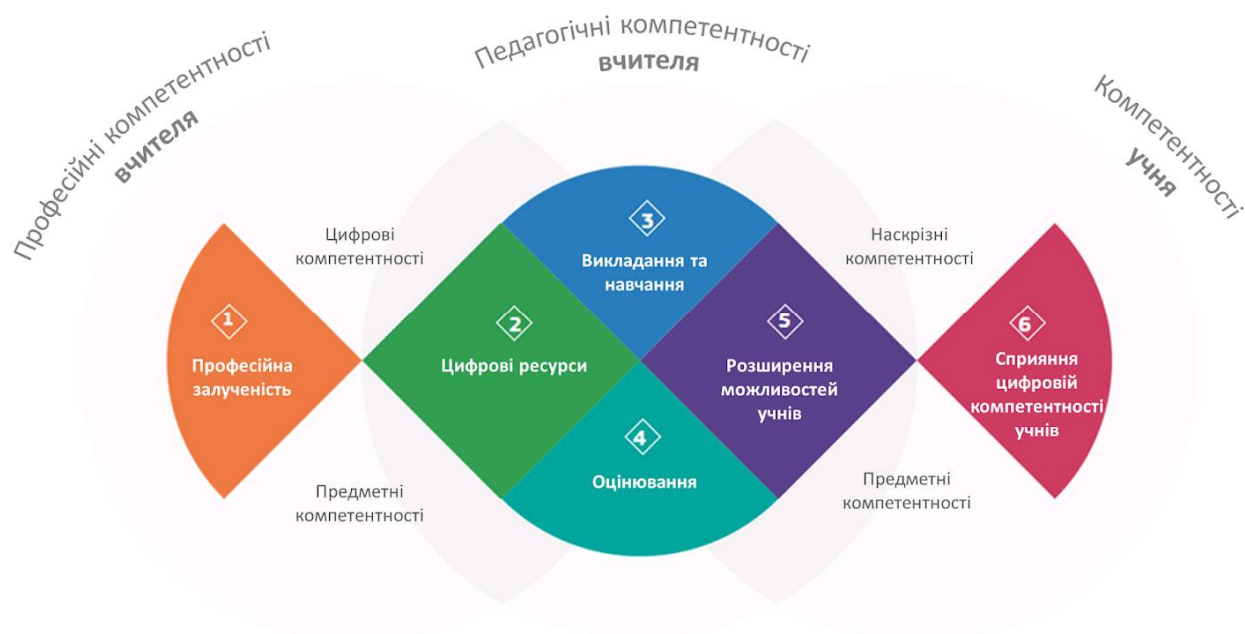 Професійні компетентності
вчителя
Педагогічні компетентності
вчителя
Компетентності
учня
1
Професійна
залученість
Цифрові
компетентності
Предметні
компетентності
2
Цифрові ресурси
3
Викладання та
навчання
4
Оцінювання
5
Розширення
можливостей
учнів
Наскрізні
компетентності
Предметні
компетентності
6
Сприяння
цифровій
компетентності
учнів